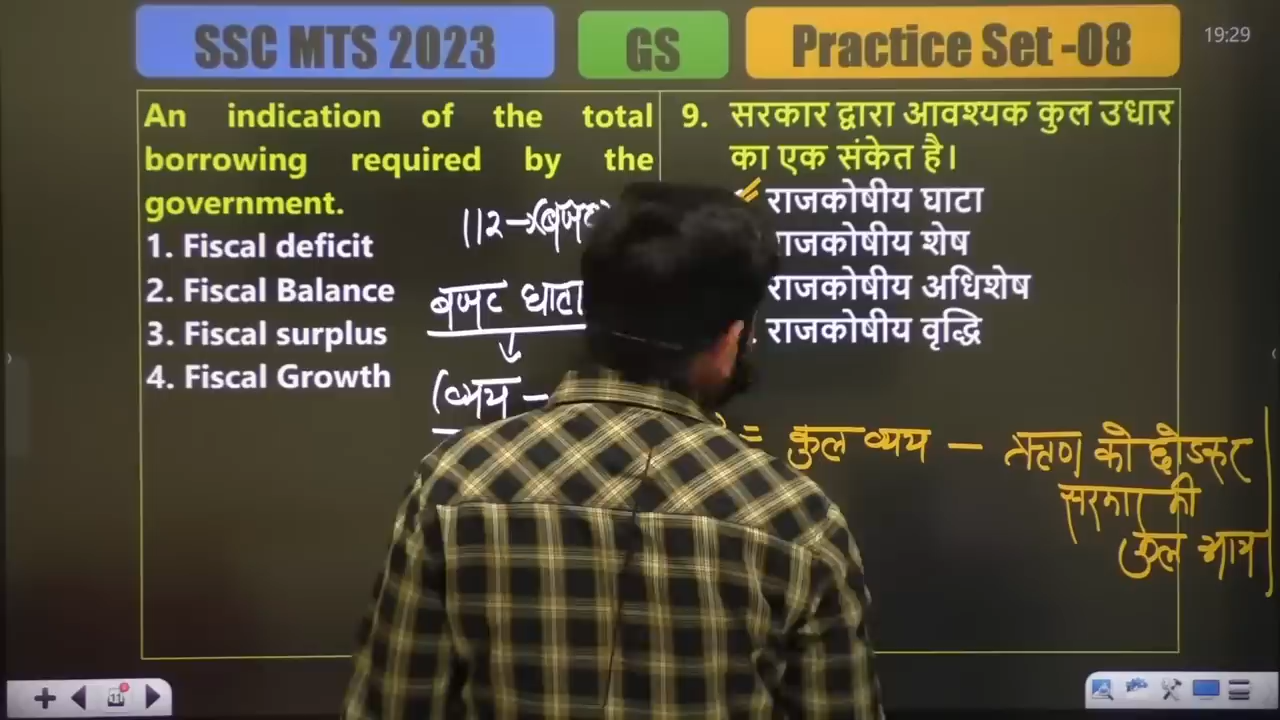 SSC MTS 2023
GS
Practice Set -08
19:29
An indication of the total
borrowing required by the
government.
1. Fiscal deficit
2. Fiscal Balance
3. Fiscal surplus
4. Fiscal Growth
9. सरकार द्वारा आवश्यक कुल उधार
का एक संकेत है।
राजकोषीय घाटा
राजकोषीय शेष
राजकोषीय अधिशेष
. राजकोषीय वृद्धि
112
बजट घाटा
(व्यय -
= कुल व्यय - ऋण को छोडकर
सरकार की
कुल आय